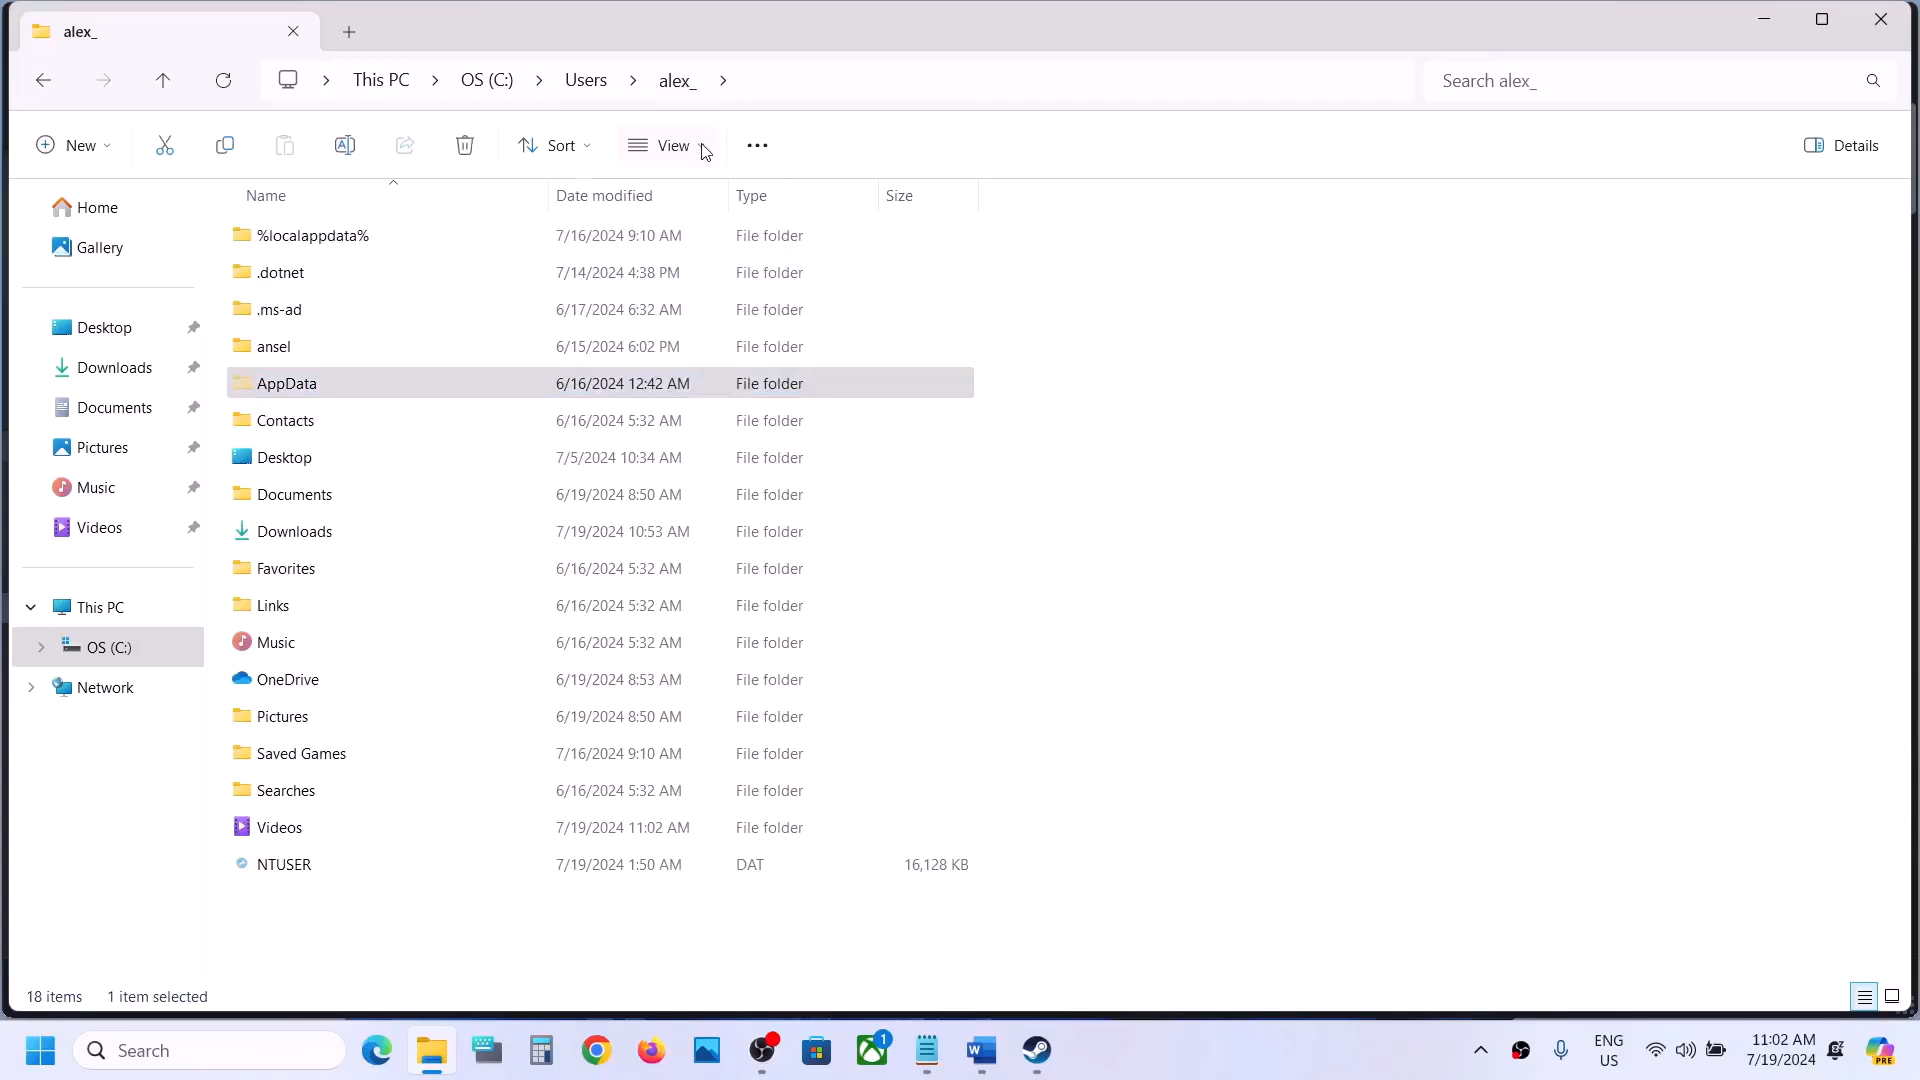 alex_
This PC > OS (C:) > Users > alex_ >
Search alex_
New
Sort
View
Details
Name Date modified Type Size
Home
Gallery
Desktop
Downloads
Documents
Pictures
Music
Videos
This PC
OS (C:)
Network
%localappdata% 7/16/2024 9:10 AM File folder
.dotnet 7/14/2024 4:38 PM File folder
.ms-ad 6/17/2024 6:32 AM File folder
ansel 6/15/2024 6:02 PM File folder
AppData 6/16/2024 12:42 AM File folder
Contacts 6/16/2024 5:32 AM File folder
Desktop 7/5/2024 10:34 AM File folder
Documents 6/19/2024 8:50 AM File folder
Downloads 7/19/2024 10:53 AM File folder
Favorites 6/16/2024 5:32 AM File folder
Links 6/16/2024 5:32 AM File folder
Music 6/16/2024 5:32 AM File folder
OneDrive 6/19/2024 8:53 AM File folder
Pictures 6/19/2024 8:50 AM File folder
Saved Games 7/16/2024 9:10 AM File folder
Searches 6/16/2024 5:32 AM File folder
Videos 7/19/2024 11:02 AM File folder
NTUSER 7/19/2024 1:50 AM DAT 16,128 KB
18 items 1 item selected
Search
1
ENG
US
11:02 AM
7/19/2024
PRE